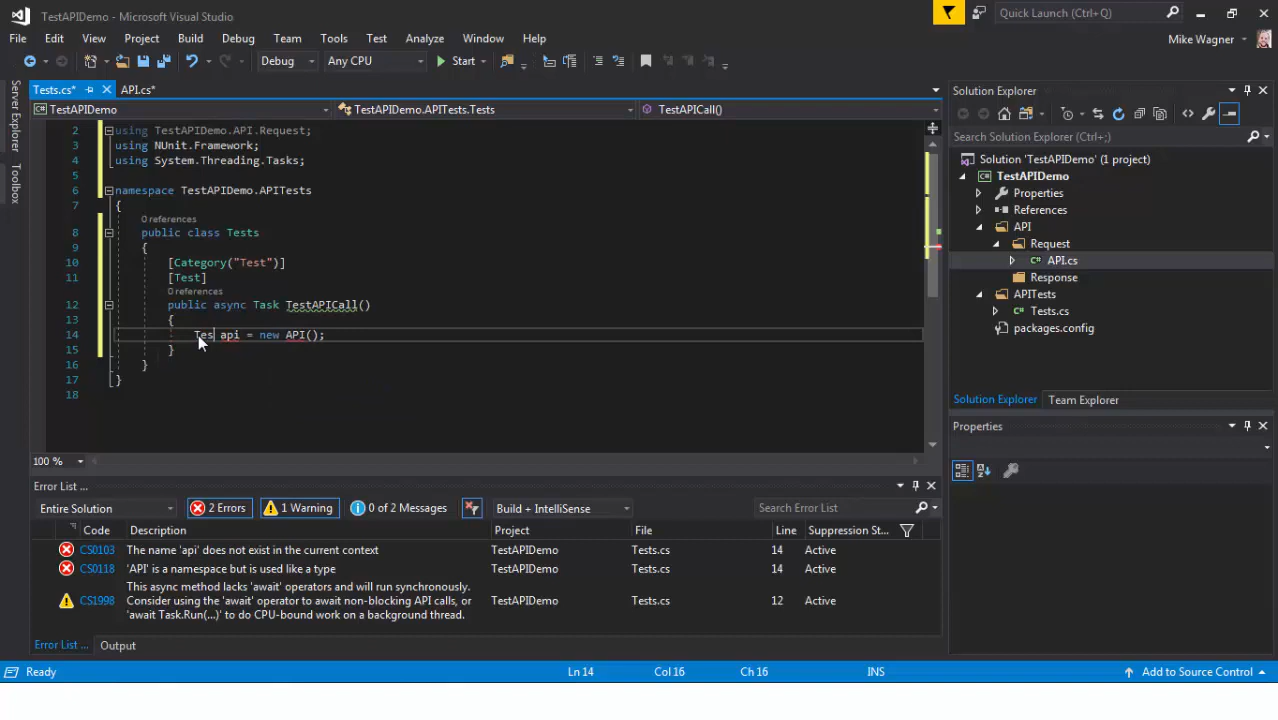 TestAPIDemo - Microsoft Visual Studio
Quick Launch (Ctrl+Q)
File Edit View Project Build Debug Team Tools Test Analyze Window Help
Mike Wagner
Debug Any CPU Start
Server Explorer
Toolbox
Tests.cs* API.cs*
TestAPIDemo TestAPIDemo.APITests.Tests TestAPICall()
2 using TestAPIDemo.API.Request;
3 using NUnit.Framework;
4 using System.Threading.Tasks;
5
6 namespace TestAPIDemo.APITests
7 {
0 references
8 public class Tests
9 {
10 [Category("Test")]
11 [Test]
0 references
12 public async Task TestAPICall()
13 {
14 Tes api = new API();
15 }
16 }
17 }
18
100 %
Solution Explorer
Search Solution Explorer (Ctrl+;)
Solution 'TestAPIDemo' (1 project)
TestAPIDemo
Properties
References
API
Request
C# API.cs
Response
APITests
C# Tests.cs
packages.config
Solution Explorer Team Explorer
Properties
Error List ...
Entire Solution 2 Errors 1 Warning 0 of 2 Messages Build + IntelliSense Search Error List
Code Description Project File Line Suppression St...
CS0103 The name 'api' does not exist in the current context TestAPIDemo Tests.cs 14 Active
CS0118 'API' is a namespace but is used like a type TestAPIDemo Tests.cs 14 Active
This async method lacks 'await' operators and will run synchronously.
CS1998 Consider using the 'await' operator to await non-blocking API calls, or TestAPIDemo Tests.cs 12 Active
'await Task.Run(...)' to do CPU-bound work on a background thread.
Error List ... Output
Ready Ln 14 Col 16 Ch 16 INS Add to Source Control